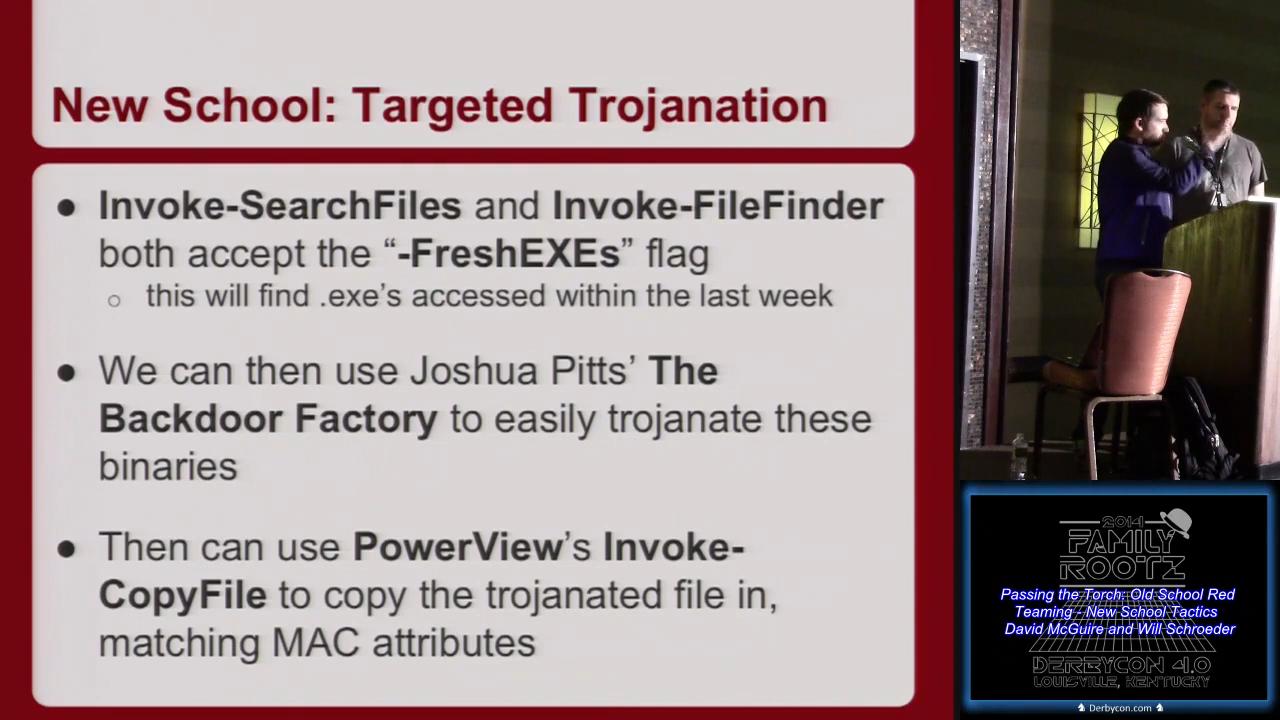 New School: Targeted Trojanation
● Invoke-SearchFiles and Invoke-FileFinder
both accept the “-FreshEXEs” flag
○ this will find .exe’s accessed within the last week
● We can then use Joshua Pitts’ The
Backdoor Factory to easily trojanate these
binaries
● Then can use PowerView’s Invoke-
CopyFile to copy the trojanated file in,
matching MAC attributes
2014
FAMILY
ROOTZ
Passing the Torch: Old School Red
Teaming - New School Tactics
David McGuire and Will Schroeder
DERBYCON 4.0
LOUISVILLE, KENTUCKY
Derbycon.com